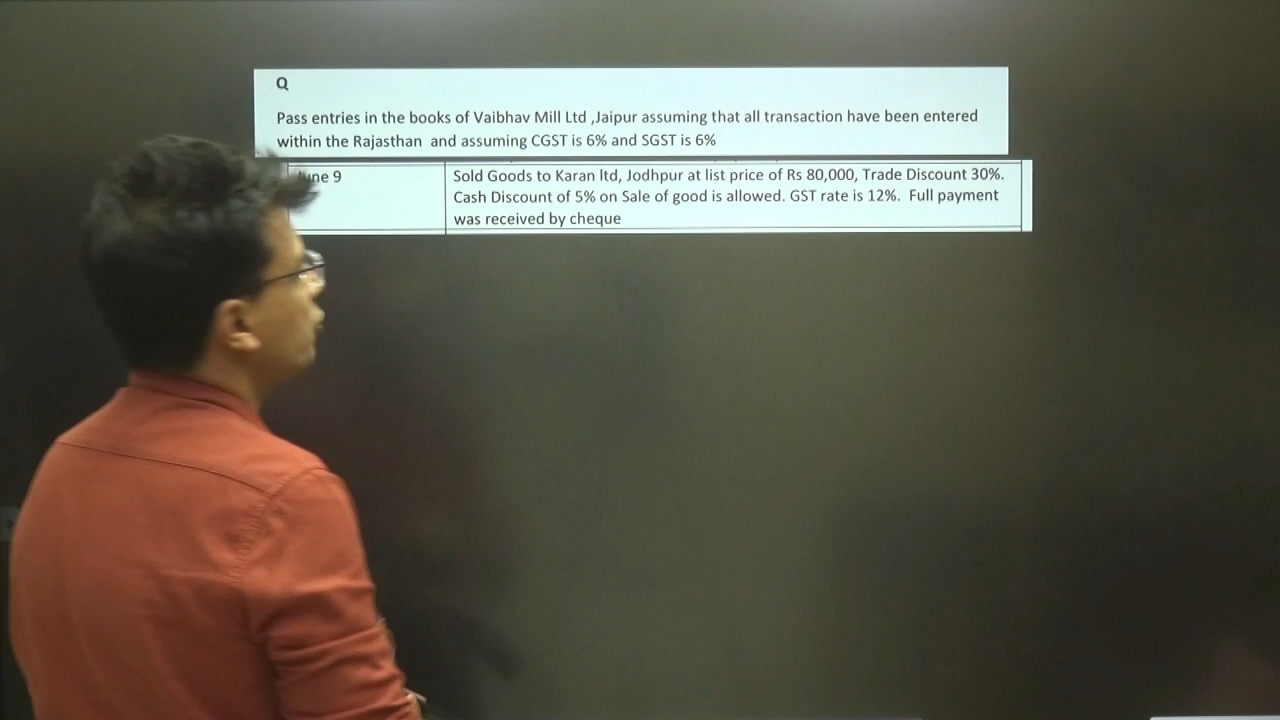 Q
Pass entries in the books of Vaibhav Mill Ltd ,Jaipur assuming that all transaction have been entered
within the Rajasthan and assuming CGST is 6% and SGST is 6%
une 9
Sold Goods to Karan ltd, Jodhpur at list price of Rs 80,000, Trade Discount 30%.
Cash Discount of 5% on Sale of good is allowed. GST rate is 12%. Full payment
was received by cheque